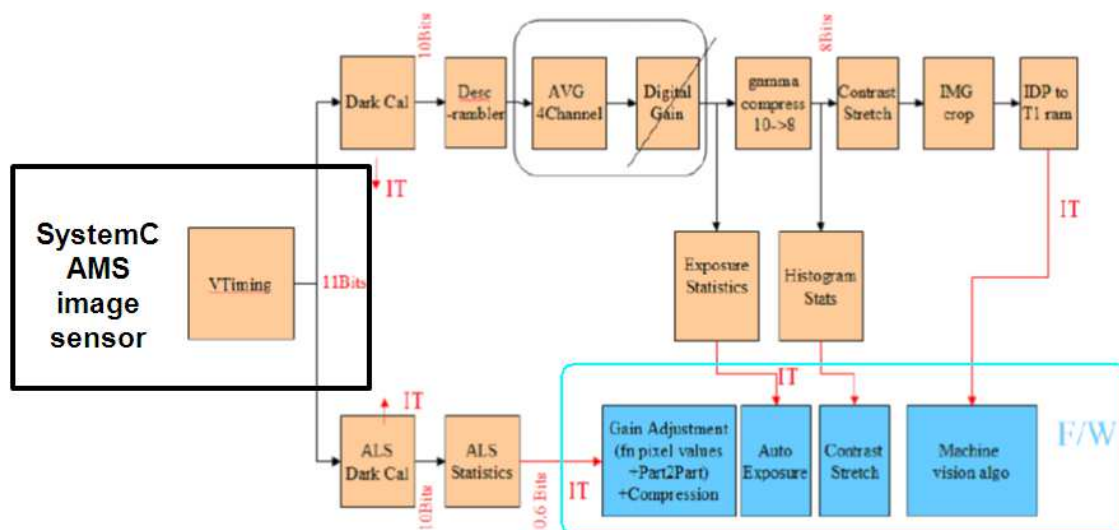 10Bits
8Bits
Dark Cal
Desc
-rambler
AVG
4Channel
Digital
Gain
gamma
compress
10->8
Contrast
Stretch
IMG
crop
IDP to
T1 ram
IT
IT
SystemC
AMS
image
sensor
VTiming
11Bits
Exposure
Statistics
Histogram
Stats
IT
IT
ALS
Dark Cal
ALS
Statistics
10Bits
0.6 Bits
IT
Gain Adjustment
(fn pixel values
+Part2Part)
+Compression
Auto
Exposure
Contrast
Stretch
Machine
vision algo
F/W